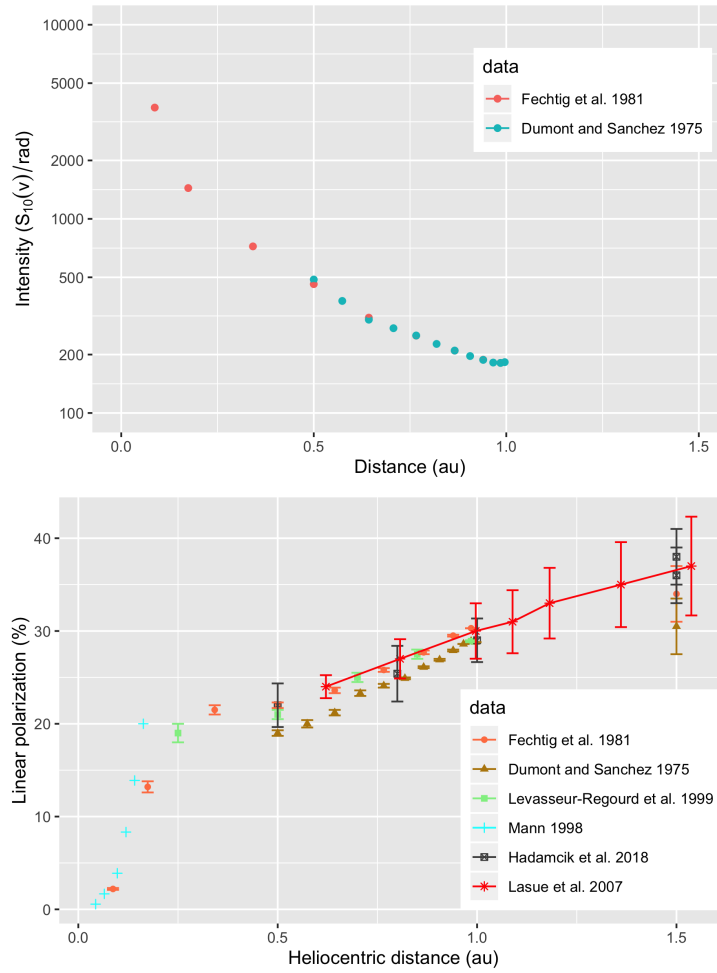 10000
5000
2000
1000
500
200
100
Intensity (S10(v)/rad)
0.0
0.5
1.0
1.5
Distance (au)
data
Fechtig et al. 1981
Dumont and Sanchez 1975
40
30
20
10
0
Linear polarization (%)
0.0
0.5
1.0
1.5
Heliocentric distance (au)
data
Fechtig et al. 1981
Dumont and Sanchez 1975
Levasseur-Regourd et al. 1999
Mann 1998
Hadamcik et al. 2018
Lasue et al. 2007